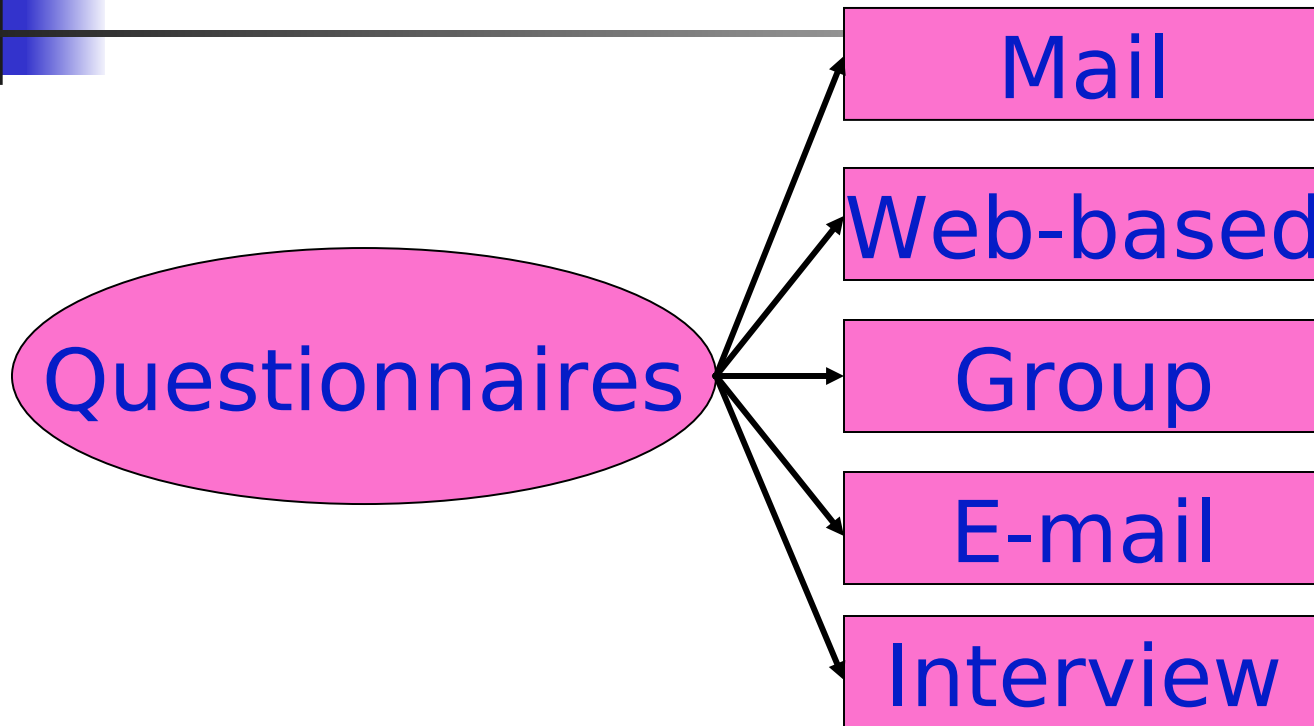 Mail
Web-based
Questionnaires
Group
E-mail
Interview